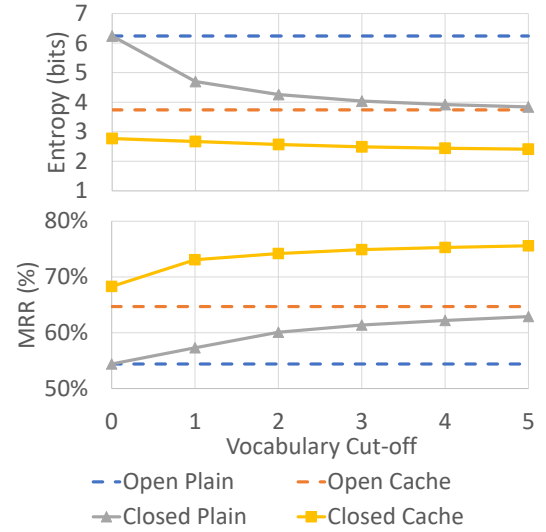 7
6
5
4
3
2
1
Entropy (bits)
80%
70%
60%
50%
MRR (%)
0 1 2 3 4 5
Vocabulary Cut-off
Open Plain Open Cache
Closed Plain Closed Cache